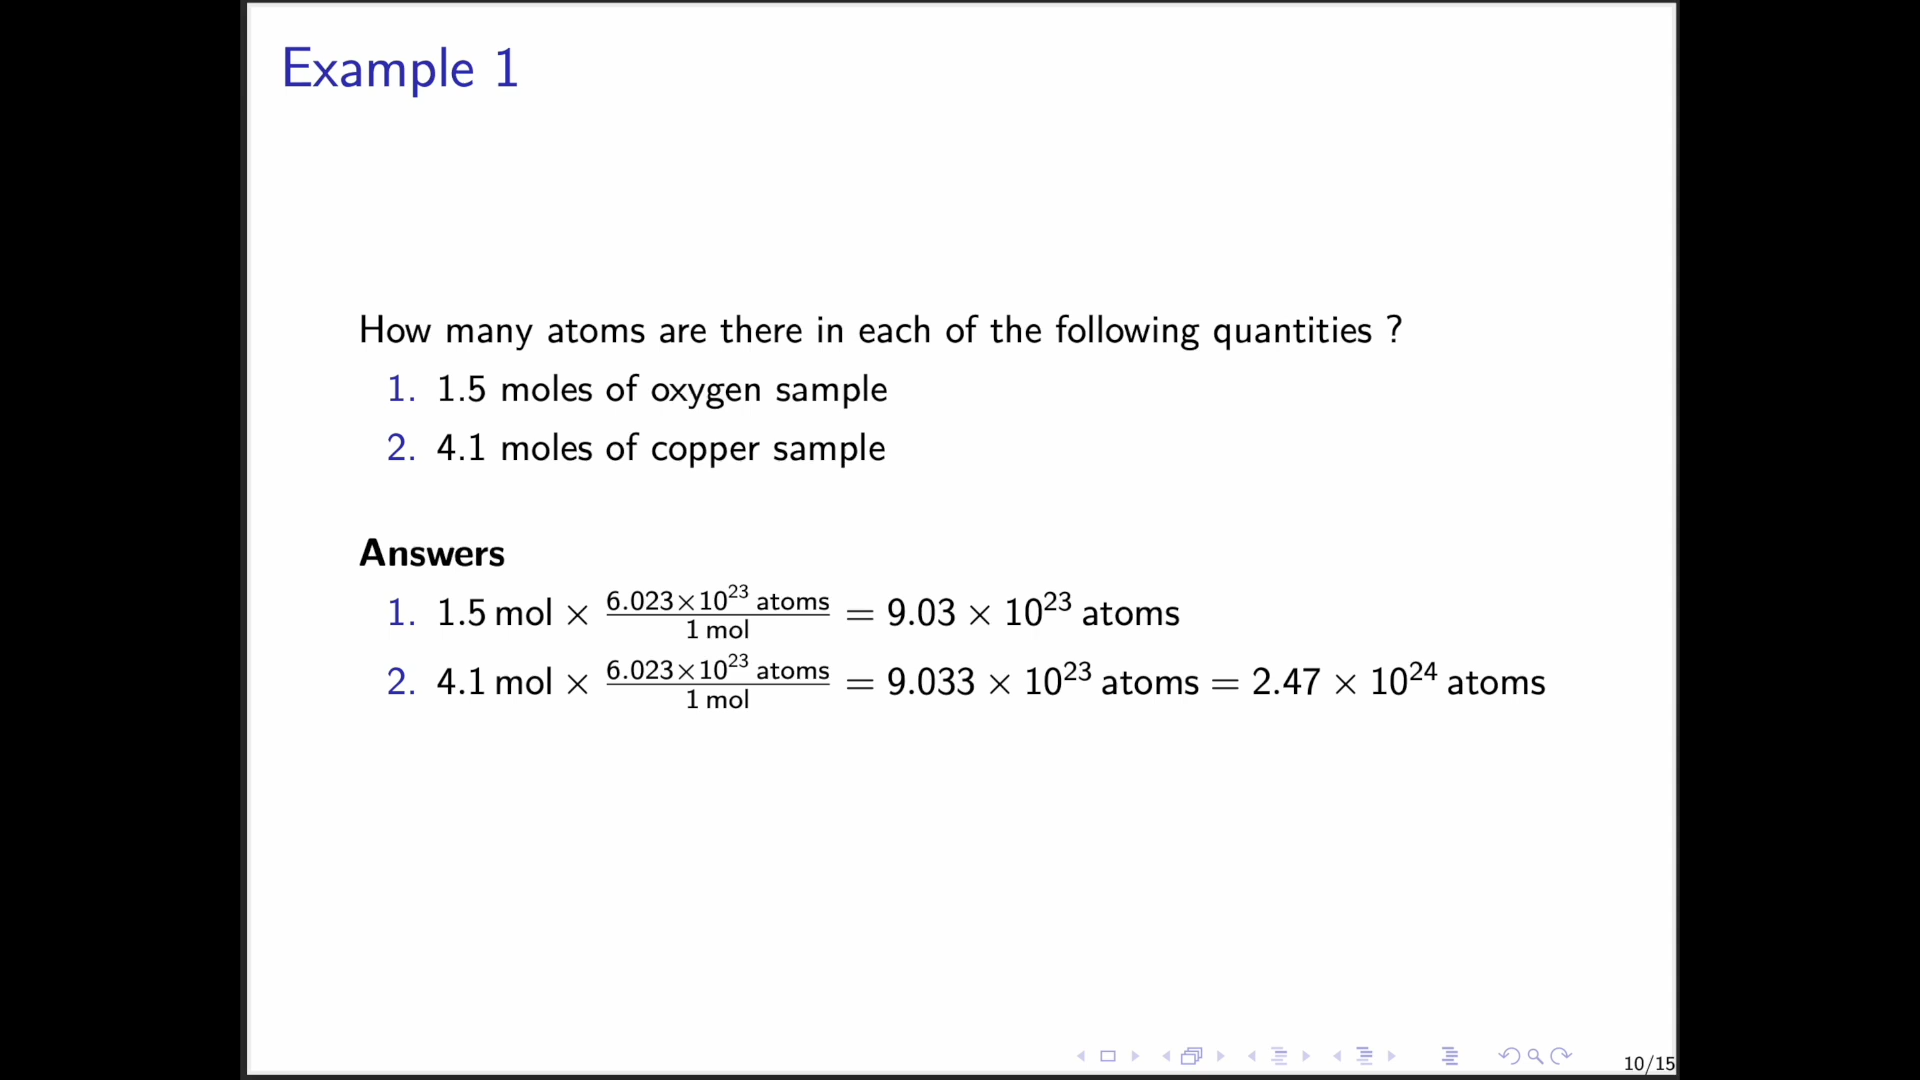 Example 1
How many atoms are there in each of the following quantities ?
1. 1.5 moles of oxygen sample
2. 4.1 moles of copper sample
Answers
1. 1.5 mol × \frac{6.023×10^{23} atoms}{1 mol} = 9.03 × 10^{23} atoms
2. 4.1 mol × \frac{6.023×10^{23} atoms}{1 mol} = 9.033 × 10^{23} atoms = 2.47 × 10^{24} atoms
10/15